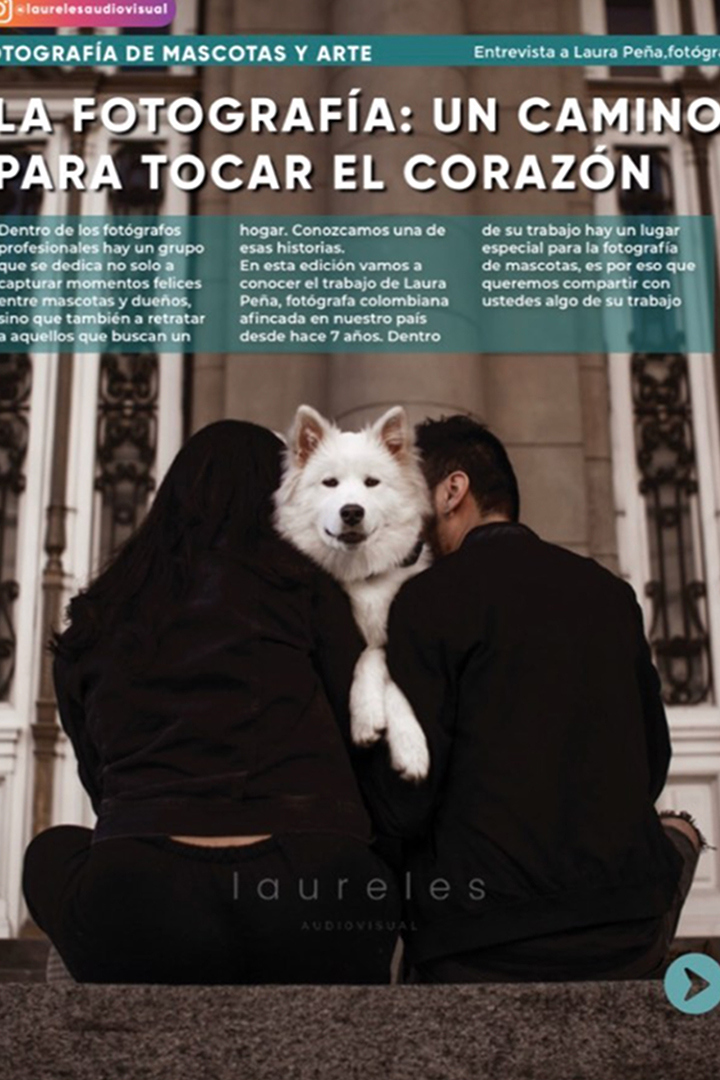 @laurelesaudiovisual
OTOGRAFÍA DE MASCOTAS Y ARTE
Entrevista a Laura Peña,fotógra
LA FOTOGRAFÍA: UN CAMINO
PARA TOCAR EL CORAZÓN
Dentro de los fotógrafos
profesionales hay un grupo
que se dedica no solo a
capturar momentos felices
entre mascotas y dueños,
sino que también a retratar
a aquellos que buscan un
hogar. Conozcamos una de
esas historias.
En esta edición vamos a
conocer el trabajo de Laura
Peña, fotógrafa colombiana
afincada en nuestro país
desde hace 7 años. Dentro
de su trabajo hay un lugar
especial para la fotografía
de mascotas, es por eso que
queremos compartir con
ustedes algo de su trabajo
laureles
AUDIOVISUAL